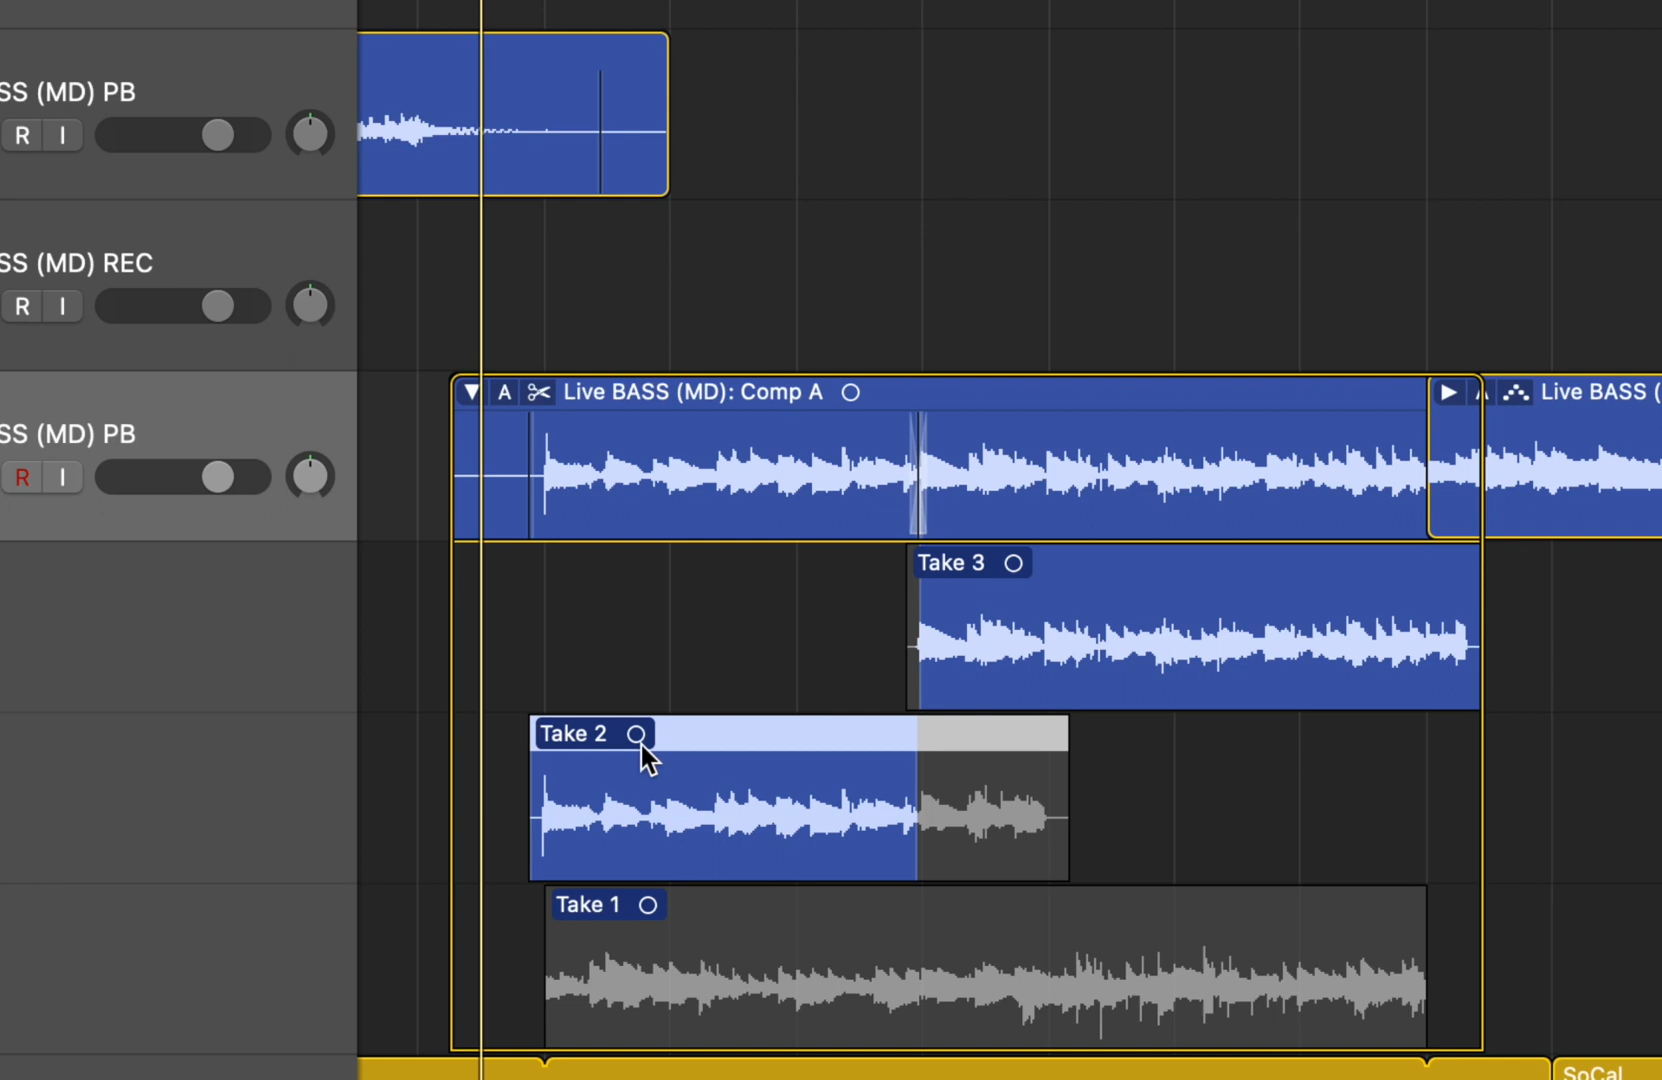 SS (MD) PB
R I
SS (MD) REC
R I
A Live BASS (MD): Comp A
A Live BASS (
SS (MD) PB
R I
Take 3
Take 2
Take 1
SoCal